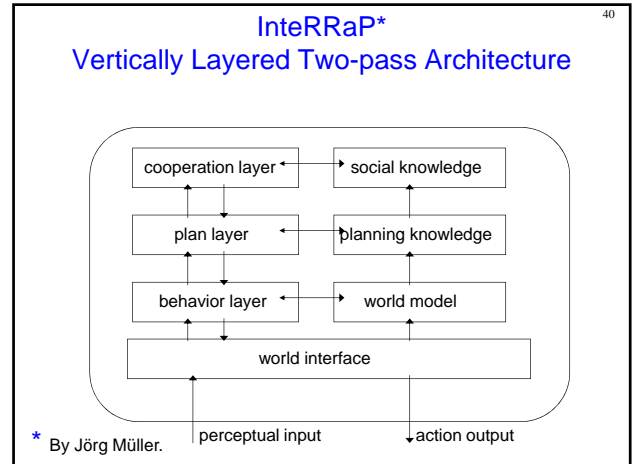 40
InteRRaP*
Vertically Layered Two-pass Architecture
cooperation layer social knowledge
plan layer planning knowledge
behavior layer world model
world interface
* By Jörg Müller. perceptual input action output